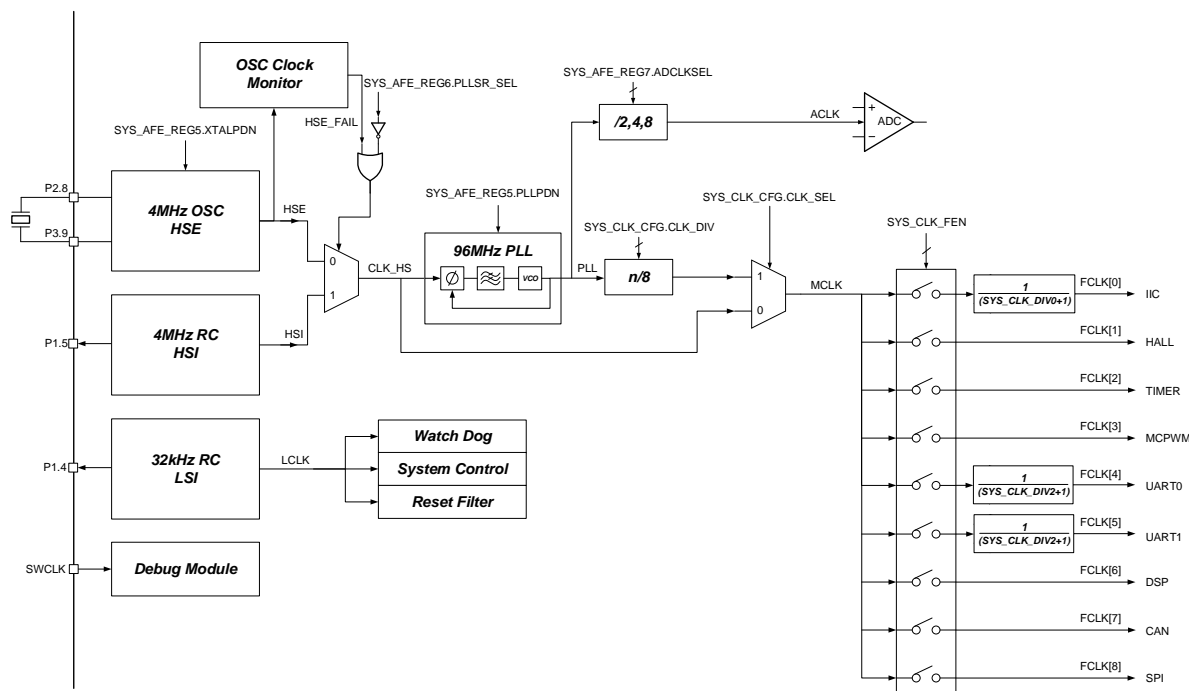 OSC Clock
Monitor
SYS_AFE_REG6.PLLSR_SEL
SYS_AFE_REG7.ADCLKSEL
HSE_FAIL
/2,4,8
ACLK
+
ADC
−
SYS_AFE_REG5.XTALPDN
P2.8
P3.9
4MHz OSC
HSE
HSE
0
1
CLK_HS
SYS_AFE_REG5.PLLPDN
96MHz PLL
Ø
VCO
PLL
SYS_CLK_CFG.CLK_DIV
n/8
SYS_CLK_CFG.CLK_SEL
1
0
MCLK
SYS_CLK_FEN
P1.5
4MHz RC
HSI
HSI
P1.4
32kHz RC
LSI
LCLK
Watch Dog
System Control
Reset Filter
SWCLK
Debug Module
1
(SYS_CLK_DIV0+1)
FCLK[0]
IIC
FCLK[1]
HALL
FCLK[2]
TIMER
FCLK[3]
MCPWM
1
(SYS_CLK_DIV2+1)
FCLK[4]
UART0
1
(SYS_CLK_DIV2+1)
FCLK[5]
UART1
FCLK[6]
DSP
FCLK[7]
CAN
FCLK[8]
SPI